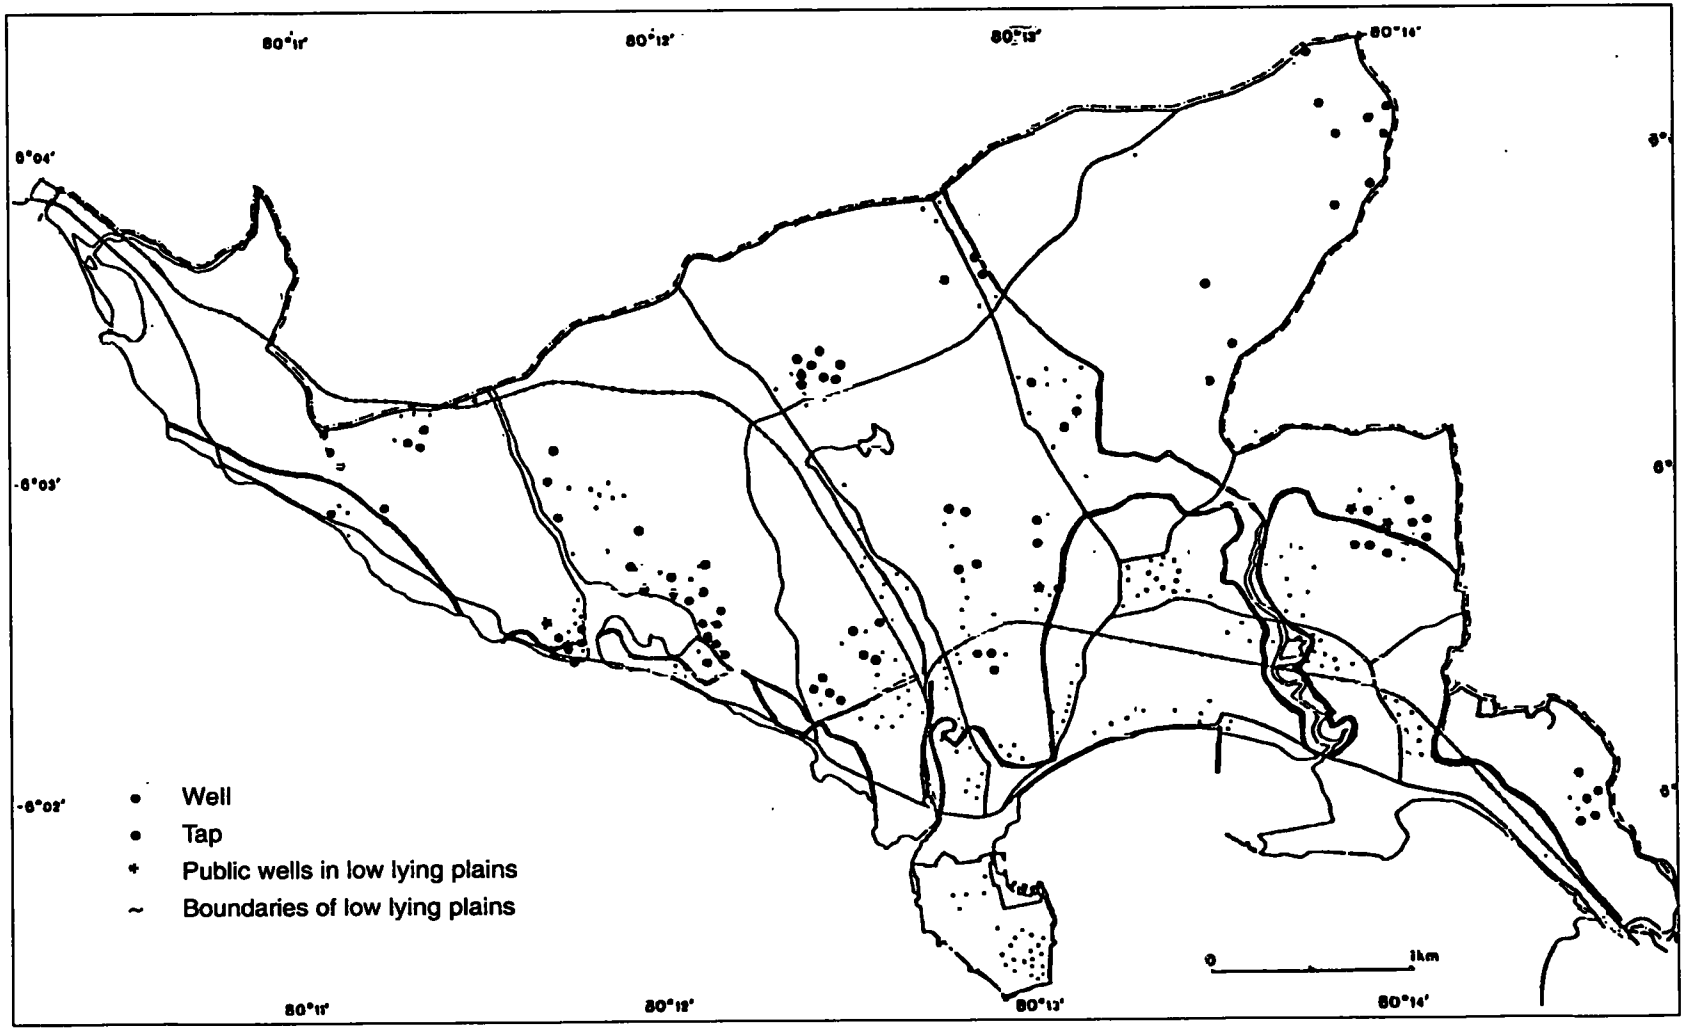 80°11' 80°12' 80°13' 80°14'
6°04'
6°03'
6°02'
Well
Tap
Public wells in low lying plains
Boundaries of low lying plains
0 1km
80°11' 80°12' 80°13' 80°14'